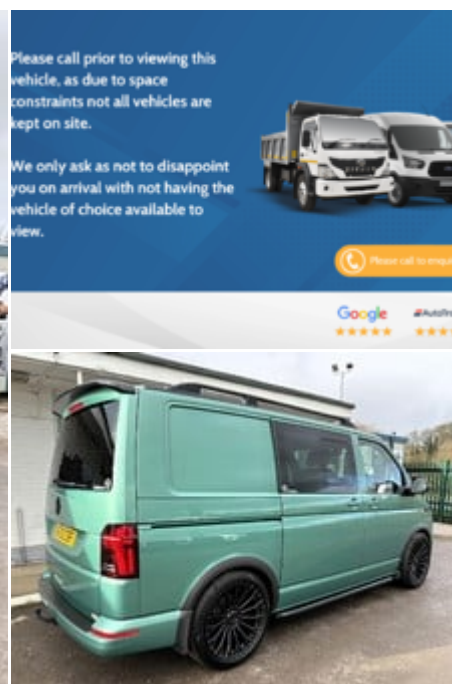 Please call prior to viewing this
vehicle, as due to space
constraints not all vehicles are
kept on site.
We only ask as not to disappoint
you on arrival with not having the
vehicle of choice available to
view.
Please call to enqui
Google